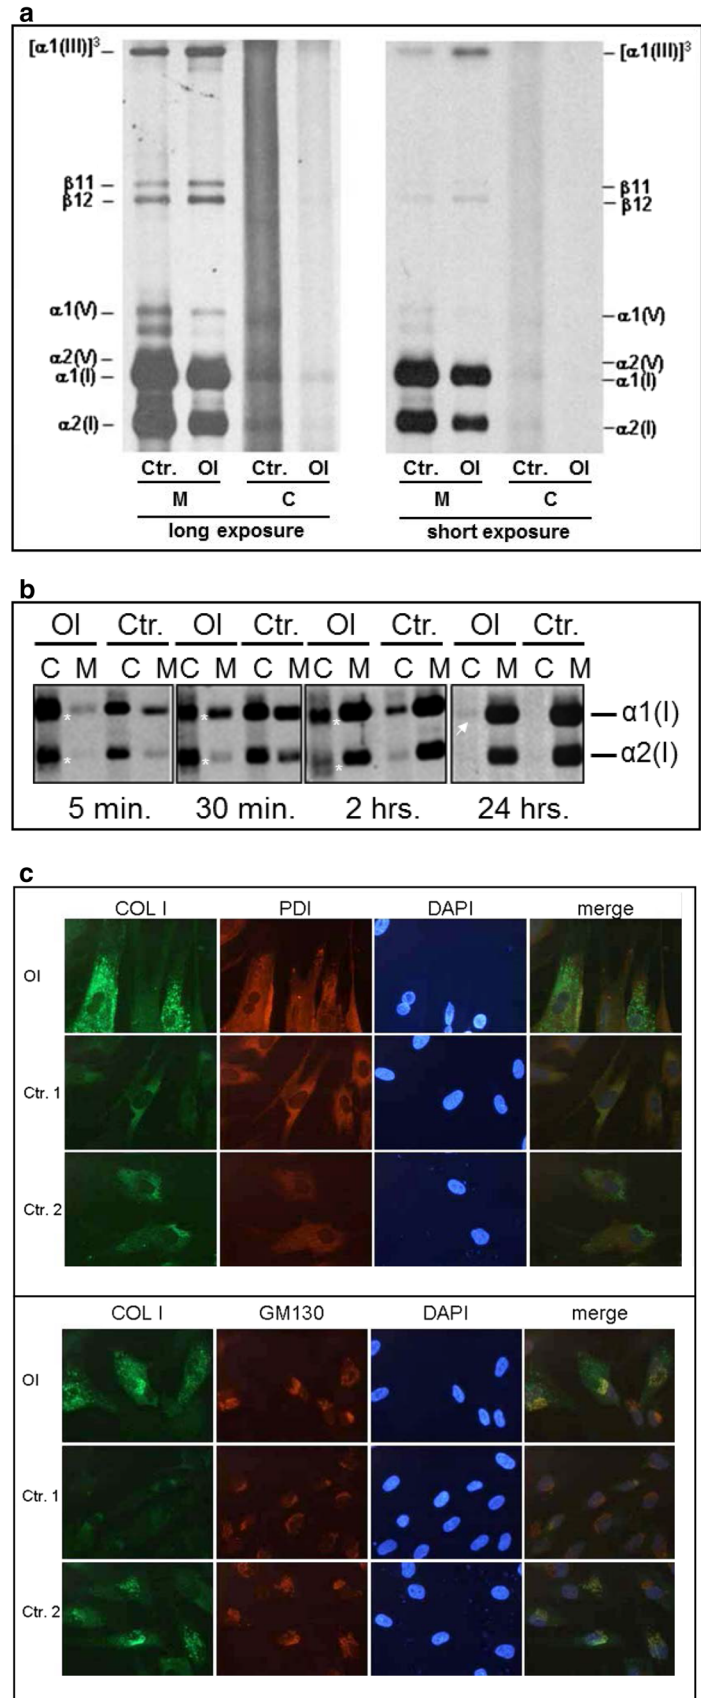 a
[α1(III)]³
[α1(III)]³
β11
β12
β11
β12
α1(V)
α1(V)
α2(V)
α1(I)
α2(V)
α1(I)
α2(I)
α2(I)
Ctr. OI Ctr. OI Ctr. OI Ctr. OI
M C M C
long exposure short exposure
b
OI Ctr. OI Ctr. OI Ctr. OI Ctr.
C M C M C M C M C M C M C M C M
* * * α1(I)
* * * α2(I)
5 min. 30 min. 2 hrs. 24 hrs.
c
COL I PDI DAPI merge
OI
Ctr. 1
Ctr. 2
COL I GM130 DAPI merge
OI
Ctr. 1
Ctr. 2